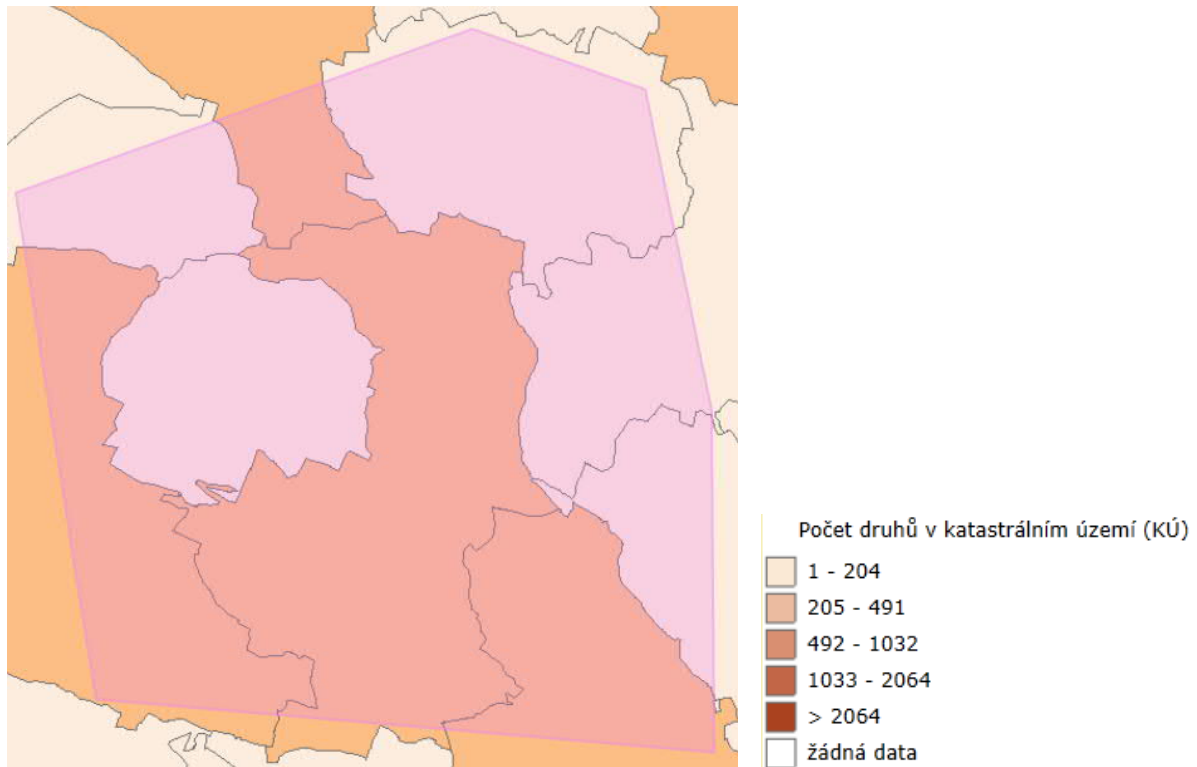 Počet druhů v katastrálním území (KÚ)
1 - 204
205 - 491
492 - 1032
1033 - 2064
> 2064
žádná data